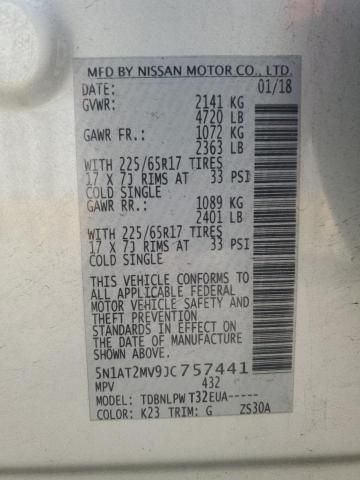 MFD BY NISSAN MOTOR CO., LTD.
DATE: 01/18
GVWR: 2141 KG
4720 LB
GAWR FR.: 1072 KG
2363 LB
WITH 225/65R17 TIRES
17 X 7J RIMS AT 33 PSI
COLD SINGLE
GAWR RR.: 1089 KG
2401 LB
WITH 225/65R17 TIRES
17 X 7J RIMS AT 33 PSI
COLD SINGLE
THIS VEHICLE CONFORMS TO
ALL APPLICABLE FEDERAL
MOTOR VEHICLE SAFETY AND
THEFT PREVENTION
STANDARDS IN EFFECT ON
THE DATE OF MANUFACTURE
SHOWN ABOVE.
5N1AT2MV9JC757441
MPV 432
MODEL: TDBNLPWT32EUA-----
COLOR: K23 TRIM: G ZS30A